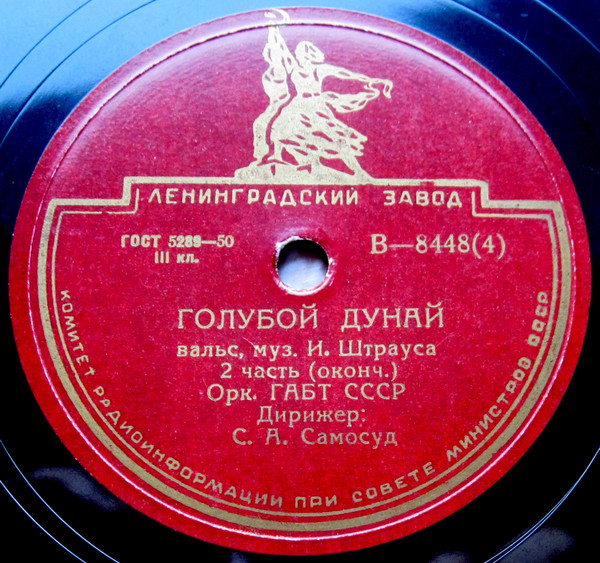 ЛЕНИНГРАДСКИЙ ЗАВОД
ГОСТ 5289—50
III кл.
В—8448(4)
ГОЛУБОЙ ДУНАЙ
вальс, муз. И. Штрауса
2 часть (оконч.)
Орк. ГАБТ СССР
Дирижер:
С. А. Самосуд
КОМИТЕТ РАДИОИНФОРМАЦИИ ПРИ СОВЕТЕ МИНИСТРОВ СССР